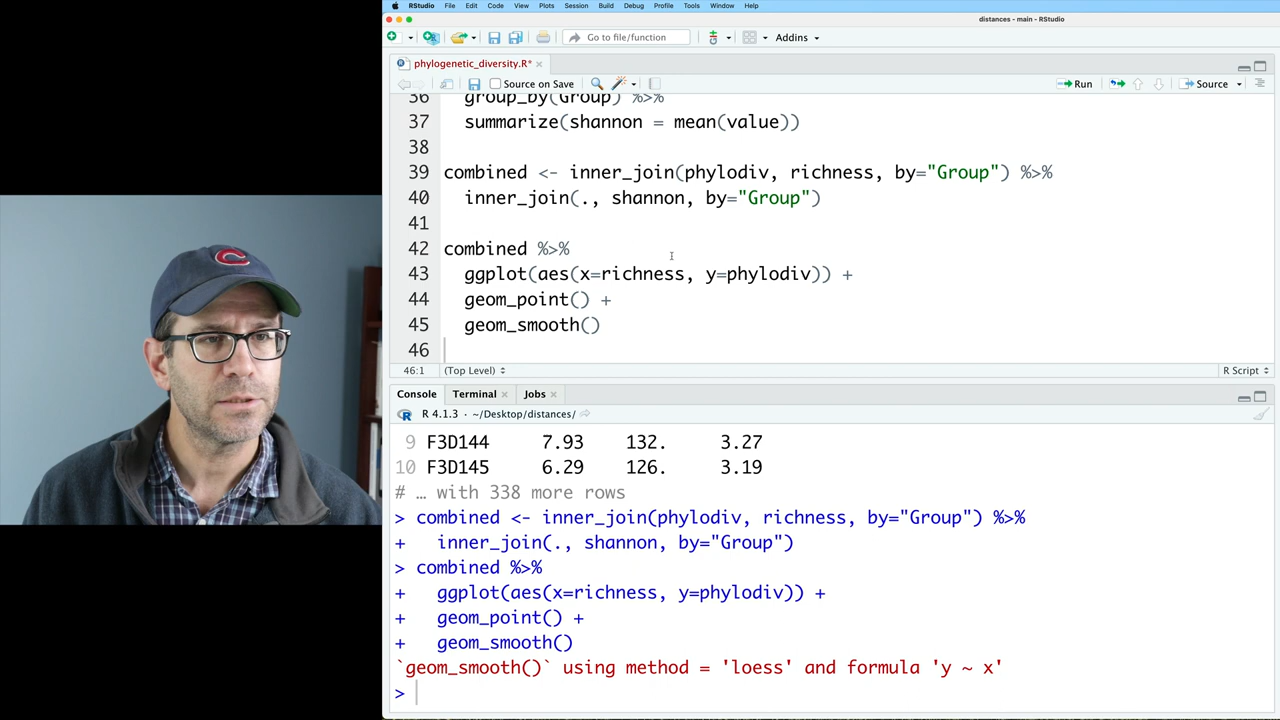 RStudio File Edit Code View Plots Session Build Debug Profile Tools Window Help
distances - main - RStudio
Go to file/function
Addins
phylogenetic_diversity.R*
Source on Save
Run
Source
36 group_by(Group) %>%
37 summarize(shannon = mean(value))
38
39 combined <- inner_join(phylodiv, richness, by="Group") %>%
40 inner_join(., shannon, by="Group")
41
42 combined %>%
43 ggplot(aes(x=richness, y=phylodiv)) +
44 geom_point() +
45 geom_smooth()
46
46:1 (Top Level) R Script
Console Terminal Jobs
R 4.1.3 · ~/Desktop/distances/
9 F3D144 7.93 132. 3.27
10 F3D145 6.29 126. 3.19
# … with 338 more rows
> combined <- inner_join(phylodiv, richness, by="Group") %>%
+ inner_join(., shannon, by="Group")
> combined %>%
+ ggplot(aes(x=richness, y=phylodiv)) +
+ geom_point() +
+ geom_smooth()
`geom_smooth()` using method = 'loess' and formula 'y ~ x'
>
C